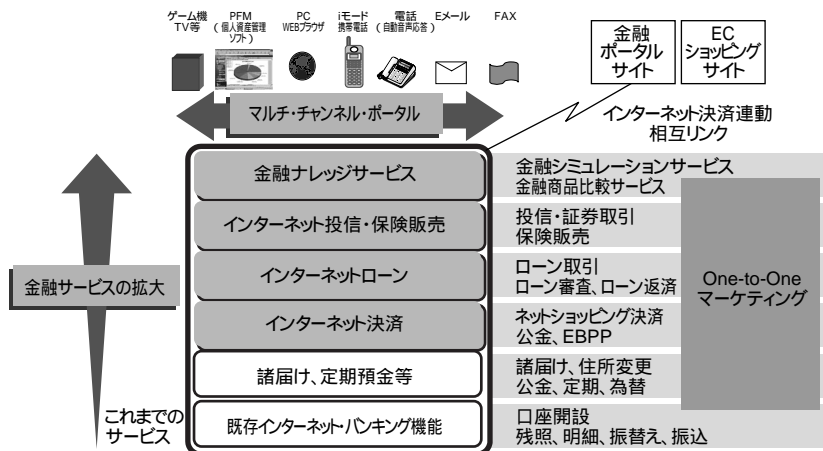 ゲーム機
TV等
PFM
(個人資産管理
ソフト)
PC
WEBブラウザ
iモード
携帯電話
電話
(自動音声応答)
Eメール
FAX
金融
ポータル
サイト
EC
ショッピング
サイト
マルチ・チャンネル・ポータル
インターネット決済連動
相互リンク
金融ナレッジサービス
金融シミュレーションサービス
金融商品比較サービス
インターネット投信・保険販売
投信・証券取引
保険販売
金融サービスの拡大
インターネットローン
ローン取引
ローン審査、ローン返済
One-to-One
マーケティング
インターネット決済
ネットショッピング決済
公金、EBPP
諸届け、定期預金等
諸届け、住所変更
公金、定期、為替
これまでの
サービス
既存インターネット・バンキング機能
口座開設
残照、明細、振替え、振込